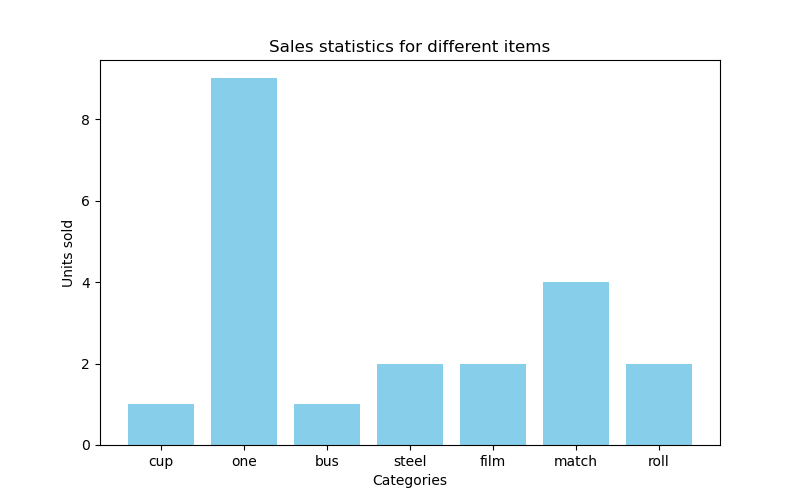 Sales statistics for different items
Units sold
8
6
4
2
0
cup one bus steel film match roll
Categories